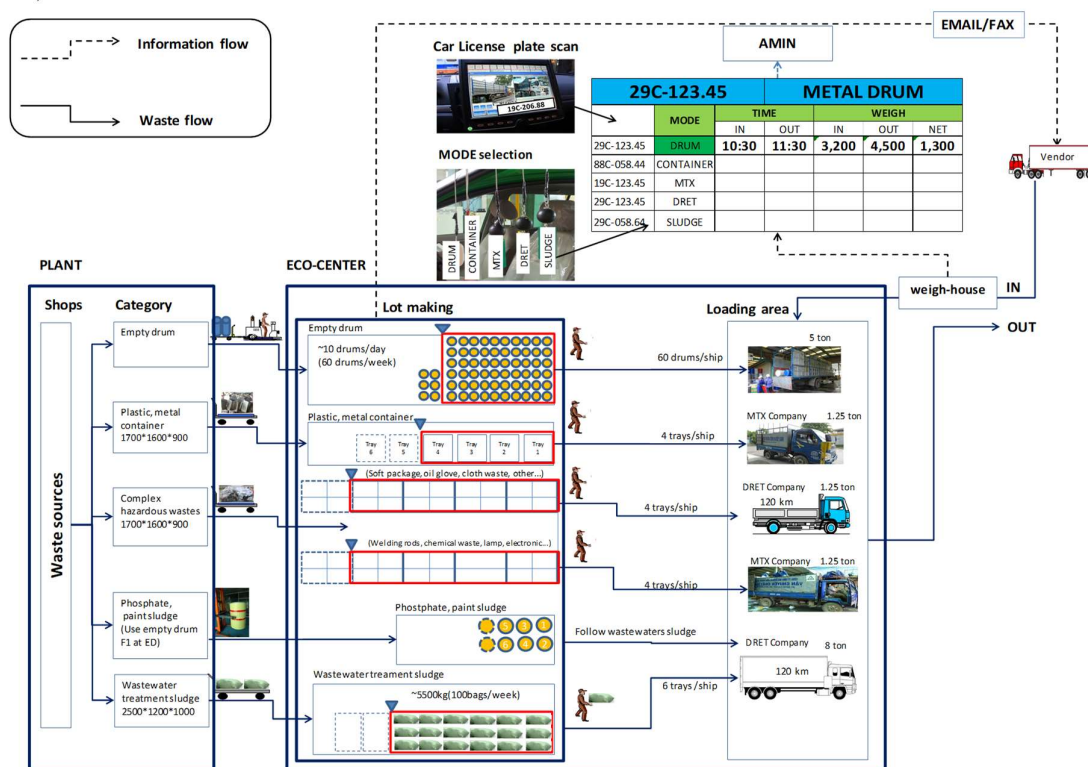 Information flow
Waste flow
Car License plate scan
19C-206.88
MODE selection
DRUM
CONTAINER
MTX
DRET
SLUDGE
AMIN
EMAIL/FAX
29C-123.45 METAL DRUM
MODE TIME WEIGH
IN OUT IN OUT NET
29C-123.45 DRUM 10:30 11:30 3,200 4,500 1,300
88C-058.44 CONTAINER
19C-123.45 MTX
29C-123.45 DRET
29C-058.64 SLUDGE
Vendor
weigh-house
IN
OUT
PLANT
Shops
Category
Waste sources
Empty drum
Plastic, metal
container
1700*1600*900
Complex
hazardous wastes
1700*1600*900
Phosphate,
paint sludge
(Use empty drum
F1 at ED)
Wastewater
treatment sludge
2500*1200*1000
ECO-CENTER
Lot making
Empty drum
~10 drums/day
(60 drums/week)
Plastic, metal container
Tray 6
Tray 5
Tray 4
Tray 3
Tray 2
Tray 1
(Soft package, oil glove, cloth waste, other...)
(Welding rods, chemical waste, lamp, electronic...)
Phostphate, paint sludge
5 3 1
6 4 2
Wastewater treament sludge
~5500kg(100bags/week)
60 drums/ship
4 trays/ship
4 trays/ship
4 trays/ship
Follow wastewaters sludge
6 trays/ship
Loading area
5 ton
MTX Company 1.25 ton
DRET Company 1.25 ton
120 km
MTX Company 1.25 ton
DRET Company 8 ton
120 km